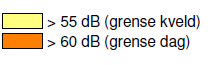 > 55 dB (grense kveld)
> 60 dB (grense dag)